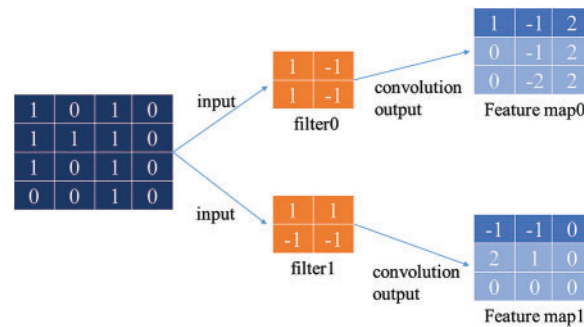 1 0 1 0
1 1 1 0
1 0 1 0
0 0 1 0
input
input
1 -1
1 -1
filter0
1 1
-1 -1
filter1
convolution
output
convolution
output
1 -1 2
0 -1 2
0 -2 2
Feature map0
-1 -1 0
2 1 0
0 0 0
Feature map1